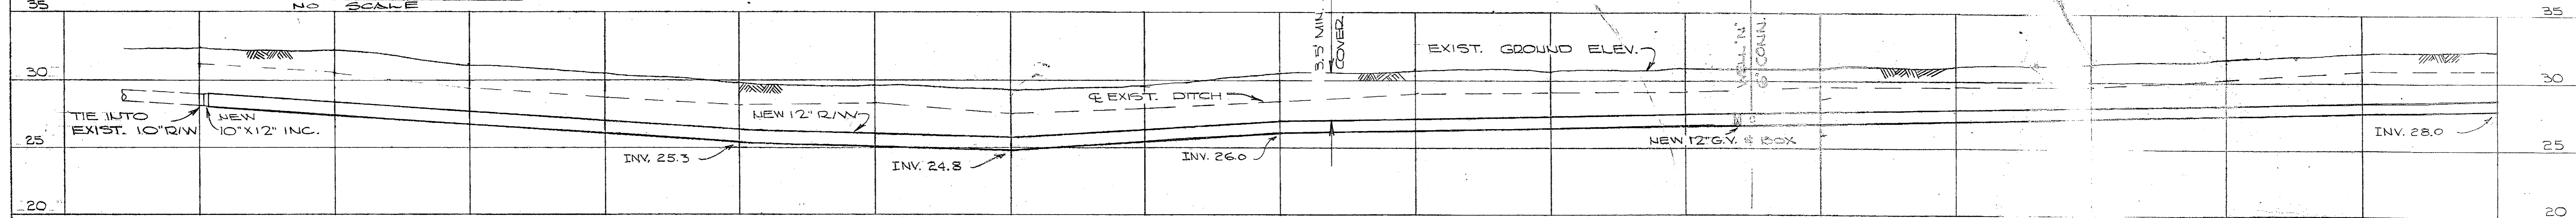 NO SCALE
35
35
3.5' MIN.
COVER
EXIST. GROUND ELEV.
WELL 'N'
6" CONN.
30
30
℄ EXIST. DITCH
TIE INTO
EXIST. 10" R/W
NEW
10"X12" INC.
NEW 12" R/W
NEW 12" G.V. & BOX
INV. 28.0
25
25
INV. 25.3
INV. 24.8
INV. 26.0
20
20